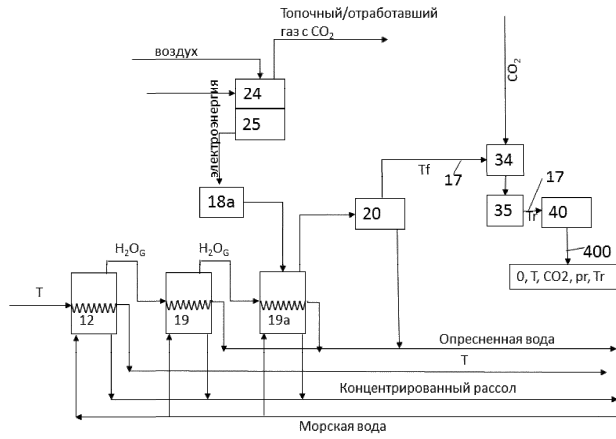 Топочный/отработавший
газ с CO2
воздух
24
25
электроэнергия
CO2
34
Tf
17
17
35
Tr
40
18a
20
400
0, T, CO2, pr, Tr
H2OG
H2OG
T
12
19
19a
Опресненная вода
T
Концентрированный рассол
Морская вода